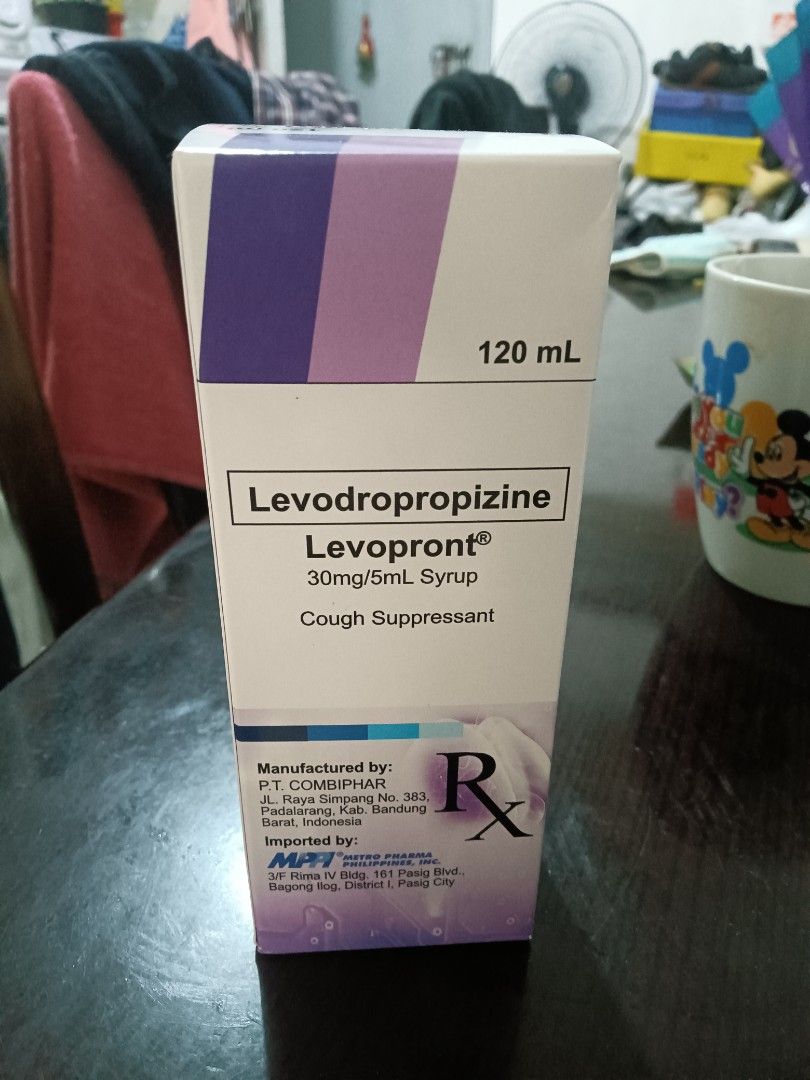 120 mL
Levodropropizine
Levopront®
30mg/5mL Syrup
Cough Suppressant
Manufactured by:
P.T. COMBIPHAR
JL. Raya Simpang No. 383,
Padalarang, Kab. Bandung
Barat, Indonesia
Rx
Imported by:
MPPI® METRO PHARMA
PHILIPPINES, INC.
3/F Rima IV Bldg. 161 Pasig Blvd.,
Bagong Ilog, District I, Pasig City